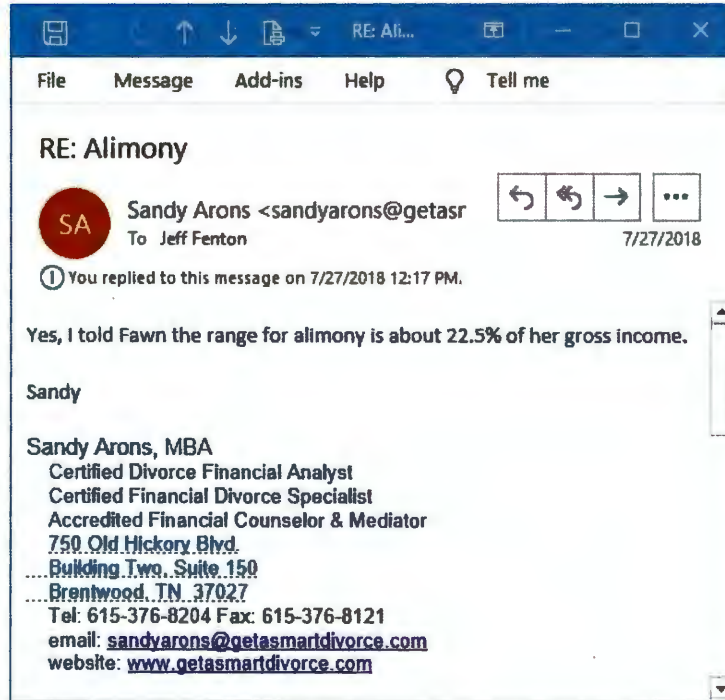 RE: Ali...
File Message Add-ins Help Tell me
RE: Alimony
SA
Sandy Arons <sandyarons@getasr
To Jeff Fenton
7/27/2018
You replied to this message on 7/27/2018 12:17 PM.
Yes, I told Fawn the range for alimony is about 22.5% of her gross income.
Sandy
Sandy Arons, MBA
Certified Divorce Financial Analyst
Certified Financial Divorce Specialist
Accredited Financial Counselor & Mediator
750 Old Hickory Blvd.
Building Two, Suite 150
Brentwood, TN 37027
Tel: 615-376-8204 Fax: 615-376-8121
email: sandyarons@getasmartdivorce.com
website: www.getasmartdivorce.com